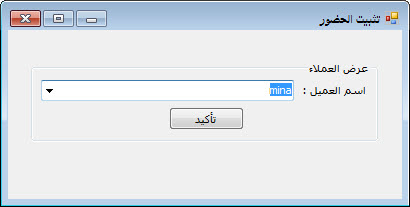 تثبيت الحضور
عرض العملاء
اسم العميل : mina
تأكيد